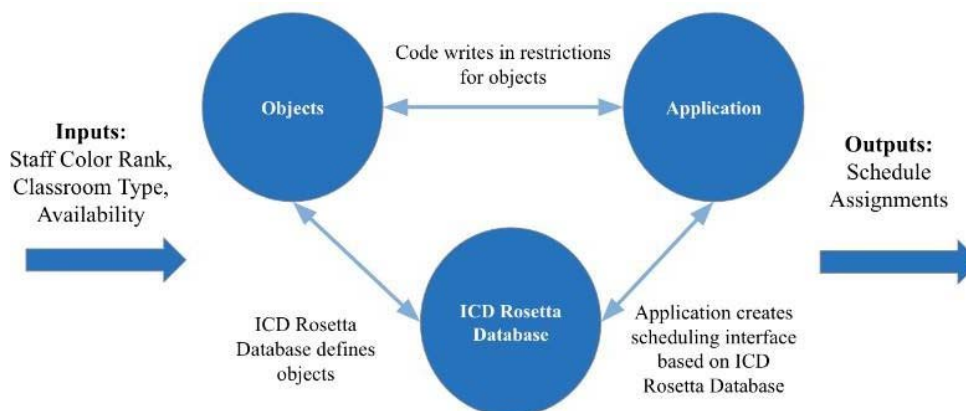 Inputs:
Staff Color Rank,
Classroom Type,
Availability
Objects
Code writes in restrictions
for objects
Application
Outputs:
Schedule
Assignments
ICD Rosetta
Database defines
objects
ICD Rosetta
Database
Application creates
scheduling interface
based on ICD
Rosetta Database